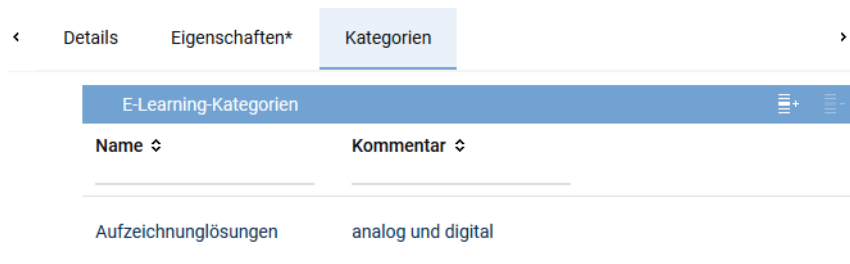 Details Eigenschaften* Kategorien
E-Learning-Kategorien
Name Kommentar
Aufzeichnunglösungen analog und digital